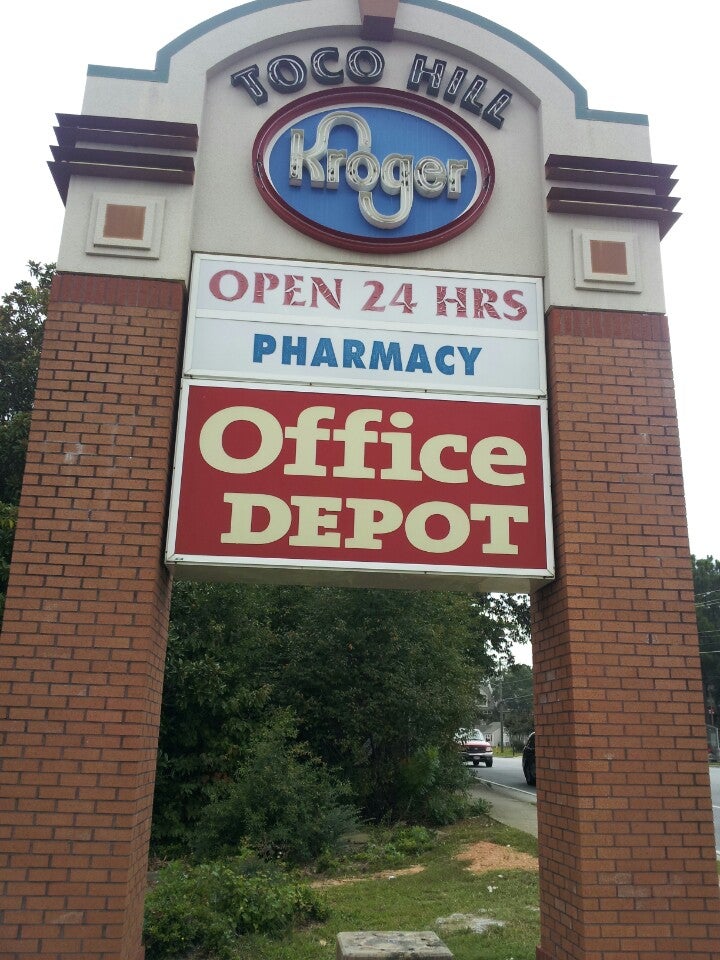 TOCO HILL
Kroger
OPEN 24 HRS
PHARMACY
Office
DEPOT